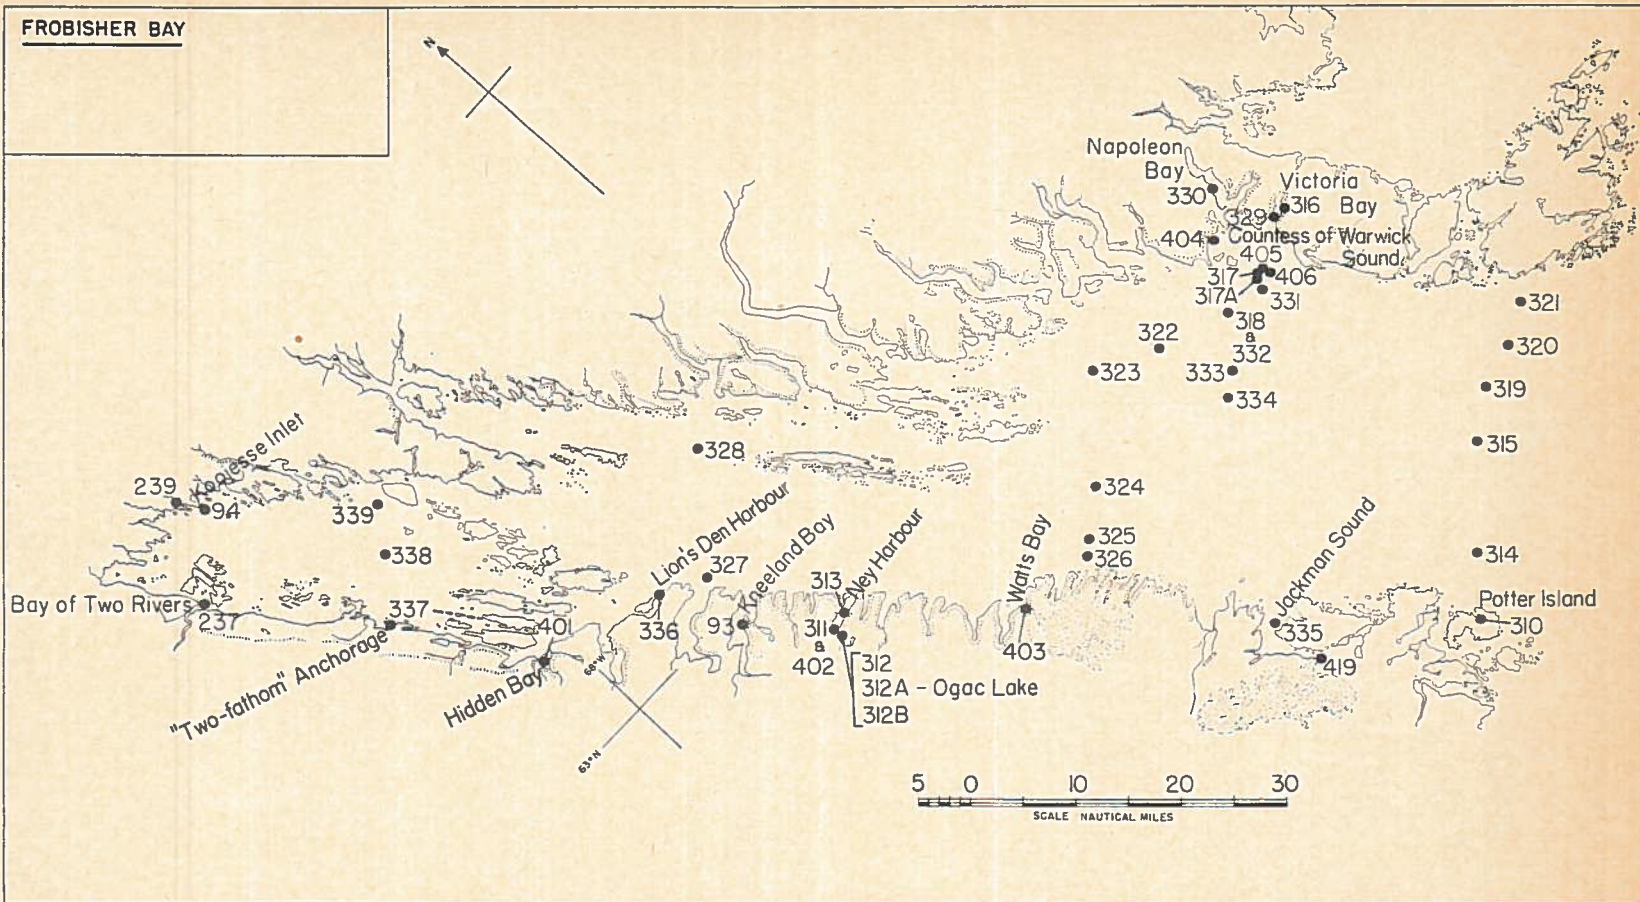 FROBISHER BAY
N
Napoleon
Bay
330
Victoria
316 Bay
329
404
Countess of Warwick
Sound
405
317
406
317A
331
318
&
332
321
322
320
323
333
319
334
315
328
Koojesse Inlet
239
94
339
324
338
325
326
314
Lion's Den Harbour
327
Kneeland Bay
313
Ney Harbour
Watts Bay
Jackman Sound
Potter Island
310
Bay of Two Rivers
237
337
401
336
93
311
&
402
403
335
419
"Two-fathom" Anchorage
Hidden Bay
312
312A - Ogac Lake
312B
68°W
63°N
5 0 10 20 30
SCALE NAUTICAL MILES